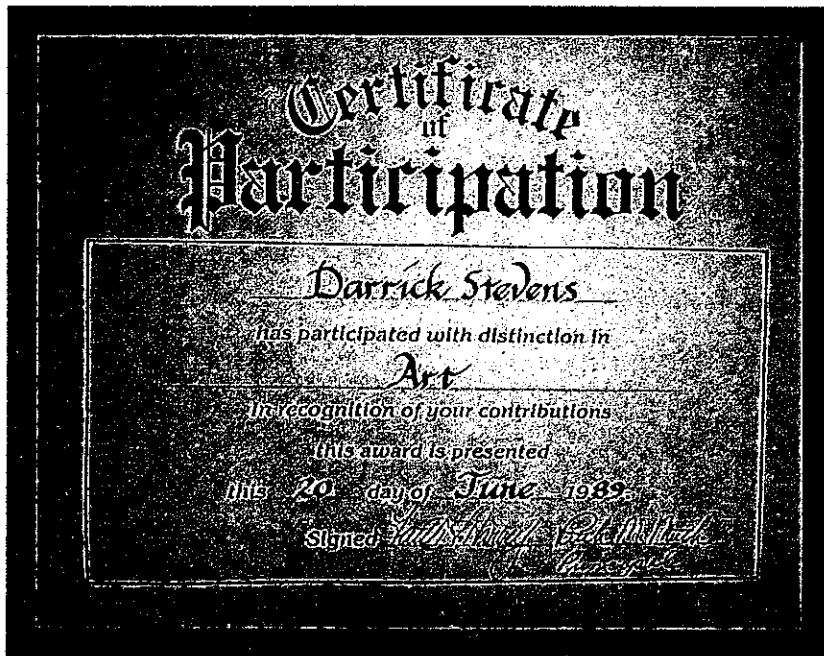 Certificate
of
Participation
Darrick Stevens
has participated with distinction in
Art
in recognition of your contributions
this award is presented
this 20 day of June 1989.
Signed